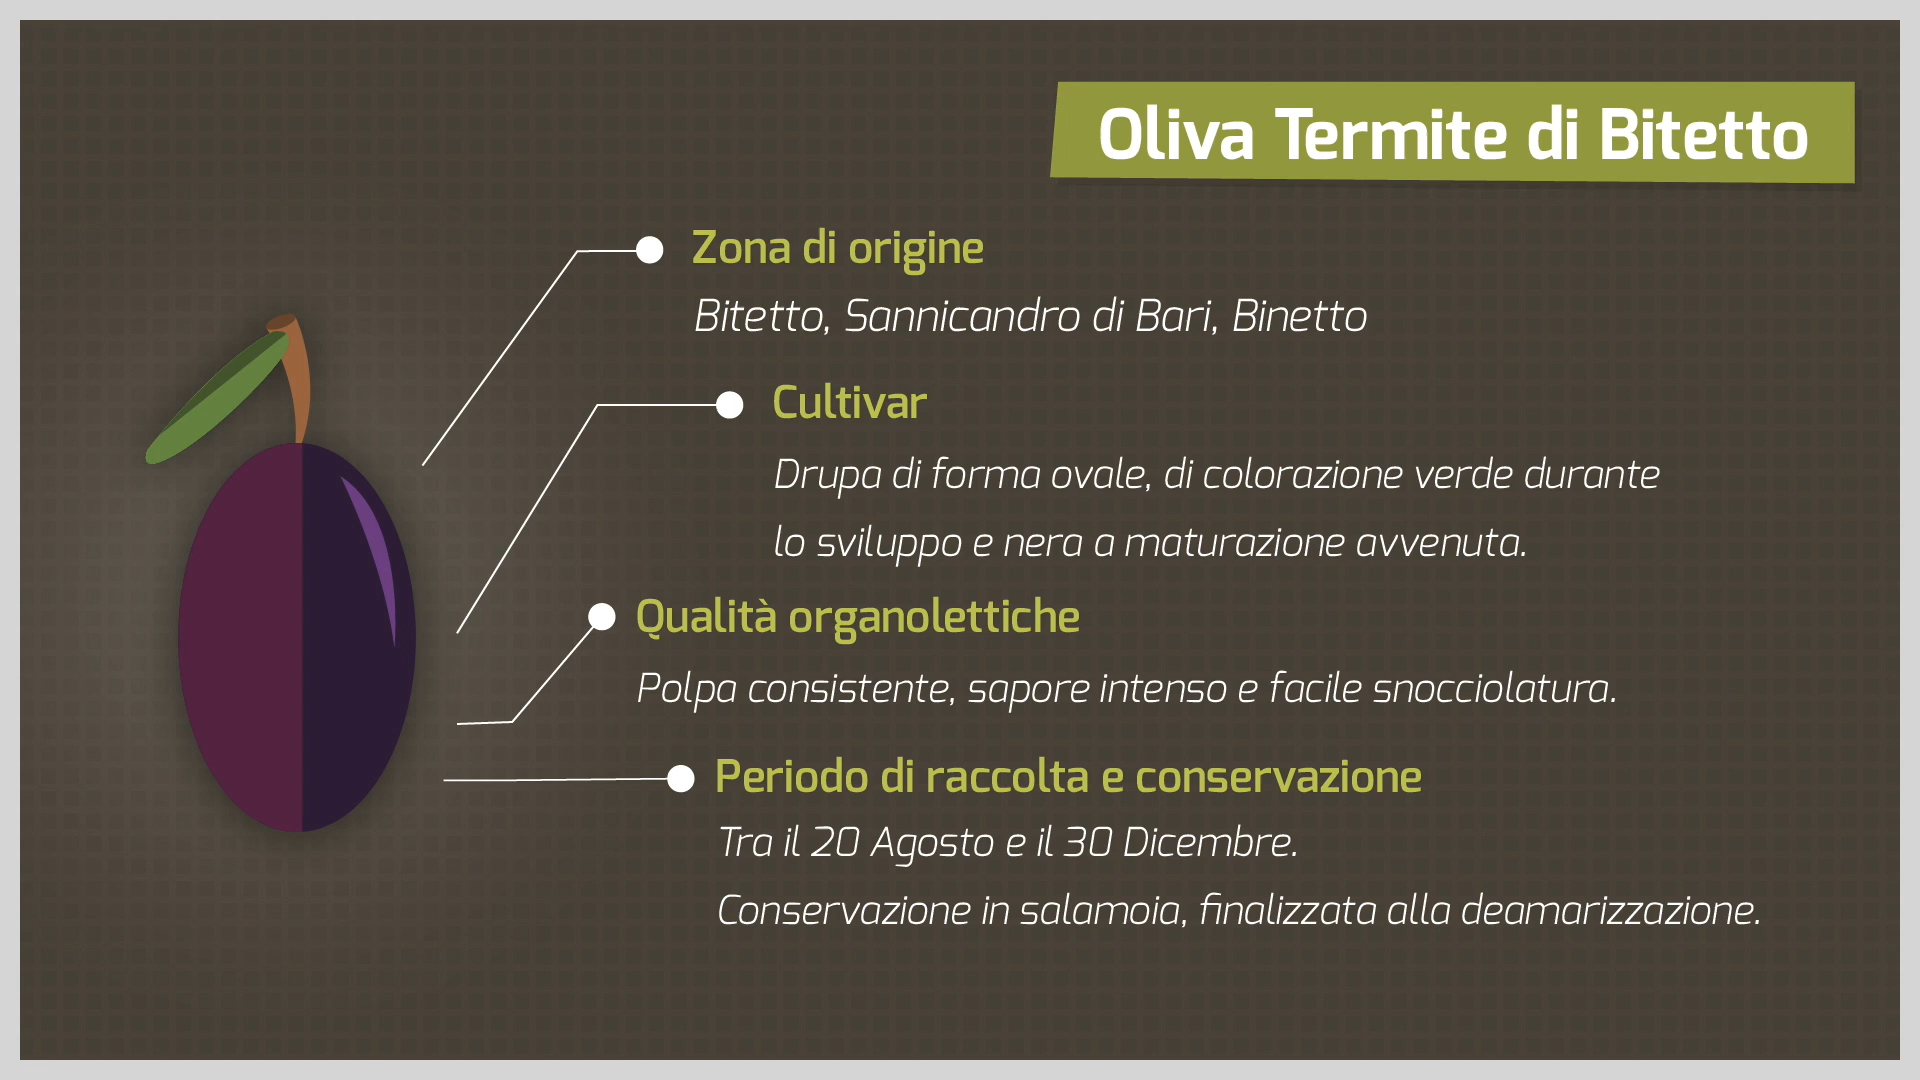 Oliva Termite di Bitetto
Zona di origine
Bitetto, Sannicandro di Bari, Binetto
Cultivar
Drupa di forma ovale, di colorazione verde durante
lo sviluppo e nera a maturazione avvenuta.
Qualità organolettiche
Polpa consistente, sapore intenso e facile snocciolatura.
Periodo di raccolta e conservazione
Tra il 20 Agosto e il 30 Dicembre.
Conservazione in salamoia, finalizzata alla deamarizzazione.